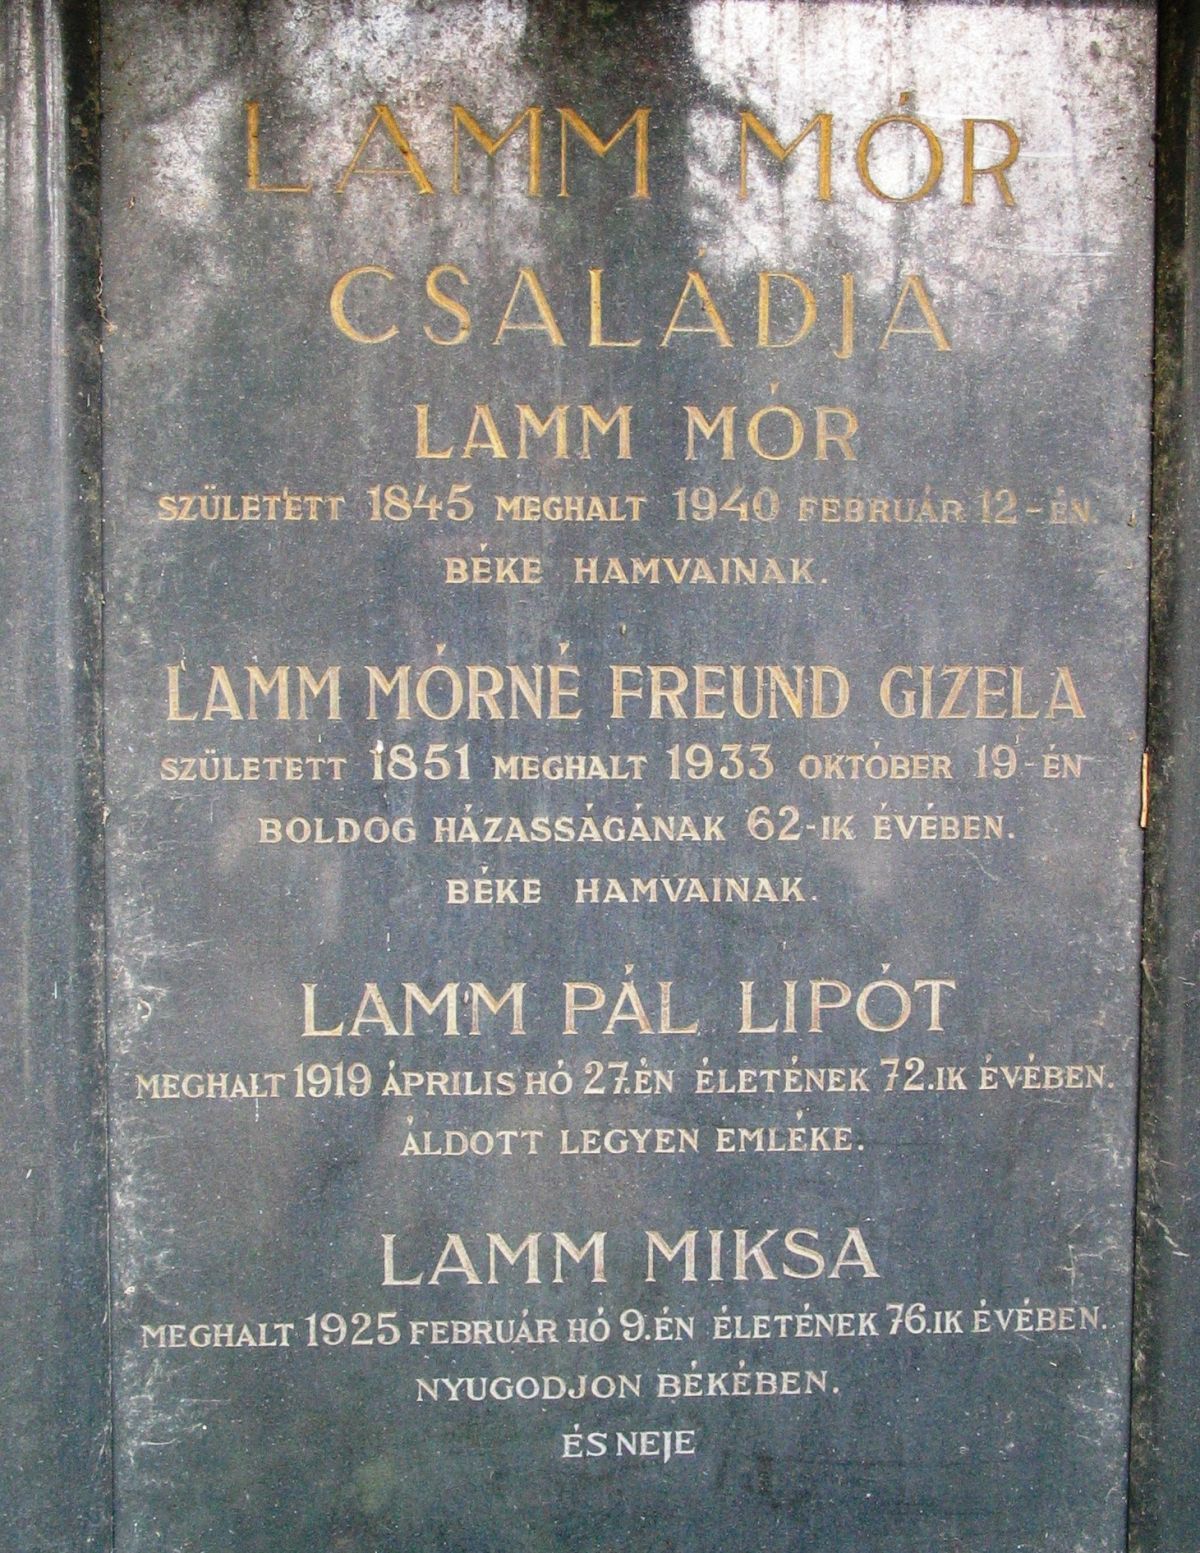 LAMM MÓR
CSALÁDJA
LAMM MÓR
SZÜLETETT 1845 MEGHALT 1940 FEBRUÁR 12-ÉN.
BÉKE HAMVAINAK.
LAMM MÓRNÉ FREUND GIZELA
SZÜLETETT 1851 MEGHALT 1933 OKTÓBER 19-ÉN
BOLDOG HÁZASSÁGÁNAK 62-IK ÉVÉBEN.
BÉKE HAMVAINAK.
LAMM PÁL LIPÓT
MEGHALT 1919 ÁPRILIS HÓ 27.ÉN ÉLETÉNEK 72.IK ÉVÉBEN.
ÁLDOTT LEGYEN EMLÉKE.
LAMM MIKSA
MEGHALT 1925 FEBRUÁR HÓ 9.ÉN ÉLETÉNEK 76.IK ÉVÉBEN.
NYUGODJON BÉKÉBEN.
ÉS NEJE